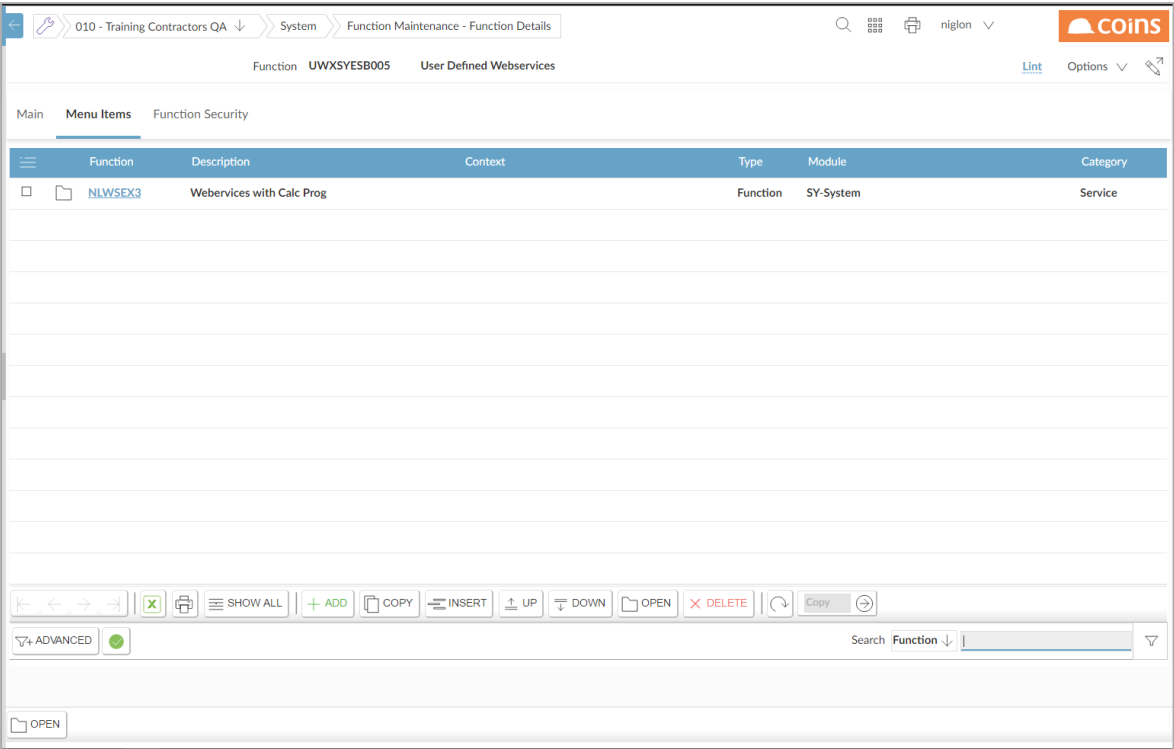 010 - Training Contractors QA System Function Maintenance - Function Details niglon coins
Function UWXSYESB005 User Defined Webservices Lint Options
Main Menu Items Function Security
Function Description Context Type Module Category
NLWSEX3 Webervices with Calc Prog Function SY-System Service
SHOW ALL ADD COPY INSERT UP DOWN OPEN DELETE Copy
ADVANCED Search Function
OPEN